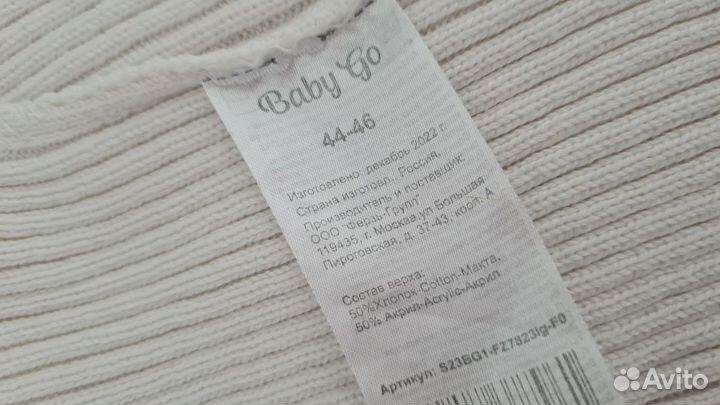 Baby Go
44-46
Изготовлено: декабрь 2022 г.
Страна изготовл.: Россия.
Производитель и поставщик:
ООО "Ферзь-Групп"
119435, г. Москва,ул.Большая
Пироговская, д. 37-43, корп. А
Состав верха:
50%Хлопок-Cotton-Макта,
50% Акрил-Acrylic-Акрил
Артикул: S23BG1-FZ7823Ig-F0
Avito